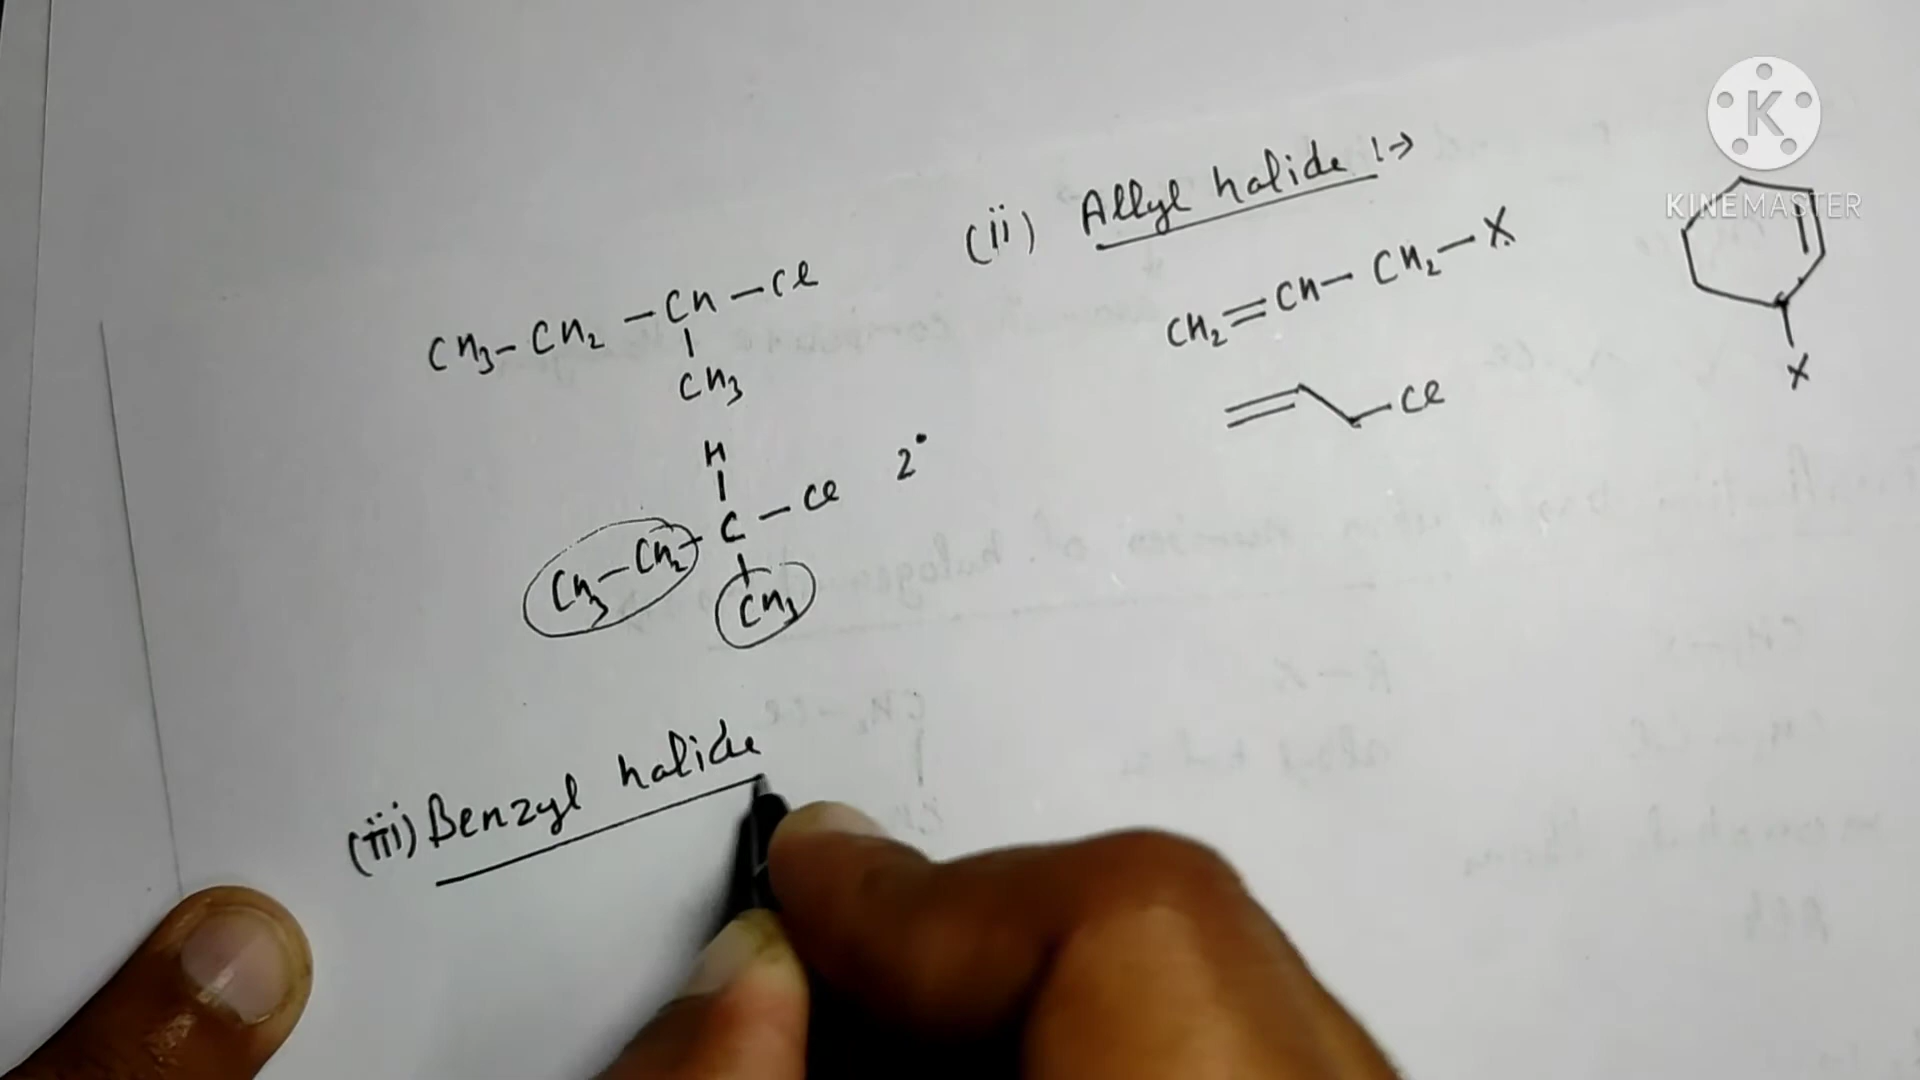 CH3-CH2-CH-Cl
|
CH3
H
|
CH3-CH2-C-Cl 2°
|
CH3
(ii) Allyl halide :→
CH2=CH-CH2-X
Cl
X
(iii) Benzyl halide
K
KINEMASTER